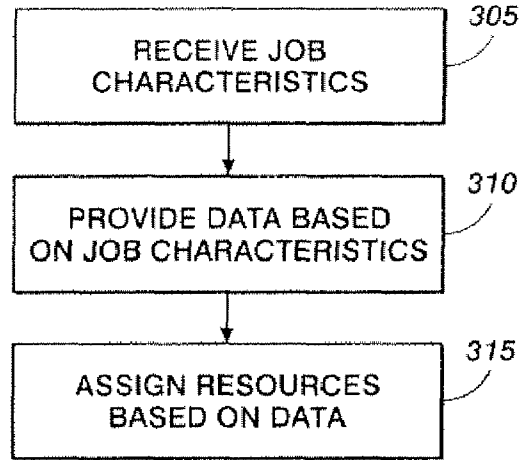 305
RECEIVE JOB
CHARACTERISTICS
310
PROVIDE DATA BASED
ON JOB CHARACTERISTICS
315
ASSIGN RESOURCES
BASED ON DATA